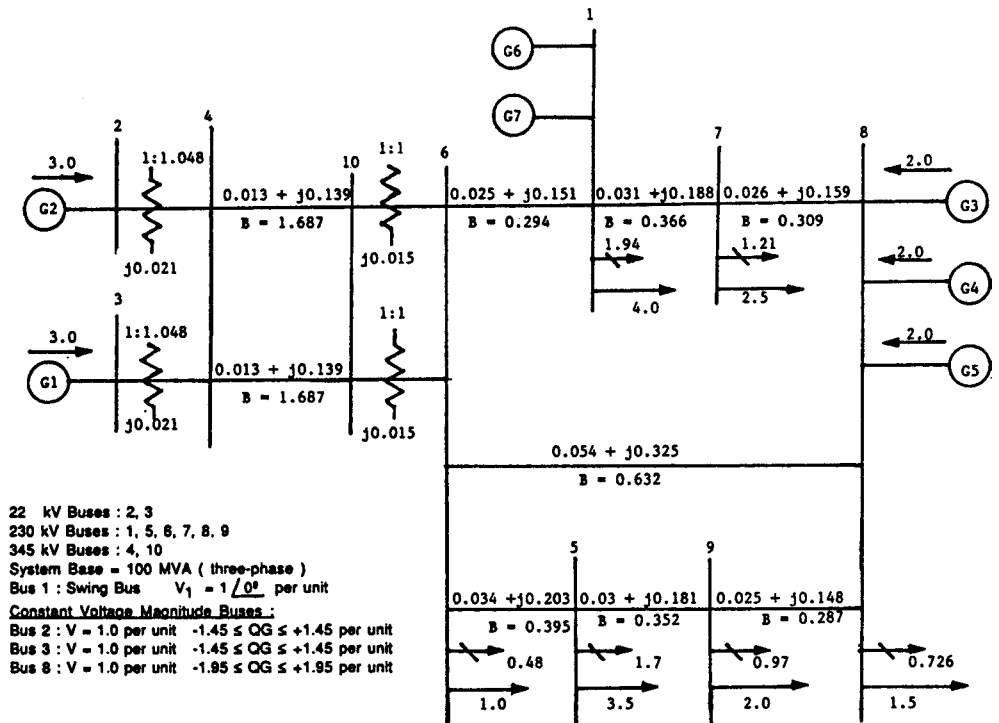 1
G6
G7
2
4
10
6
7
8
3.0
1:1.048
1:1
2.0
G2
0.013 + j0.139
0.025 + j0.151
0.031 +j0.188
0.026 + j0.159
G3
B = 1.687
B = 0.294
B = 0.366
B = 0.309
j0.021
j0.015
1.94
1.21
2.0
4.0
2.5
G4
3
3.0
1:1.048
1:1
2.0
G1
0.013 + j0.139
G5
B = 1.687
j0.021
j0.015
0.054 + j0.325
B = 0.632
22 kV Buses : 2, 3
230 kV Buses : 1, 5, 6, 7, 8, 9
345 kV Buses : 4, 10
System Base = 100 MVA ( three-phase )
Bus 1 : Swing Bus V1 = 1 /0° per unit
Constant Voltage Magnitude Buses :
Bus 2 : V = 1.0 per unit -1.45 ≤ QG ≤ +1.45 per unit
Bus 3 : V = 1.0 per unit -1.45 ≤ QG ≤ +1.45 per unit
Bus 8 : V = 1.0 per unit -1.95 ≤ QG ≤ +1.95 per unit
5
9
0.034 +j0.203
0.03 + j0.181
0.025 + j0.148
B = 0.395
B = 0.352
B = 0.287
0.48
1.7
0.97
0.726
1.0
3.5
2.0
1.5